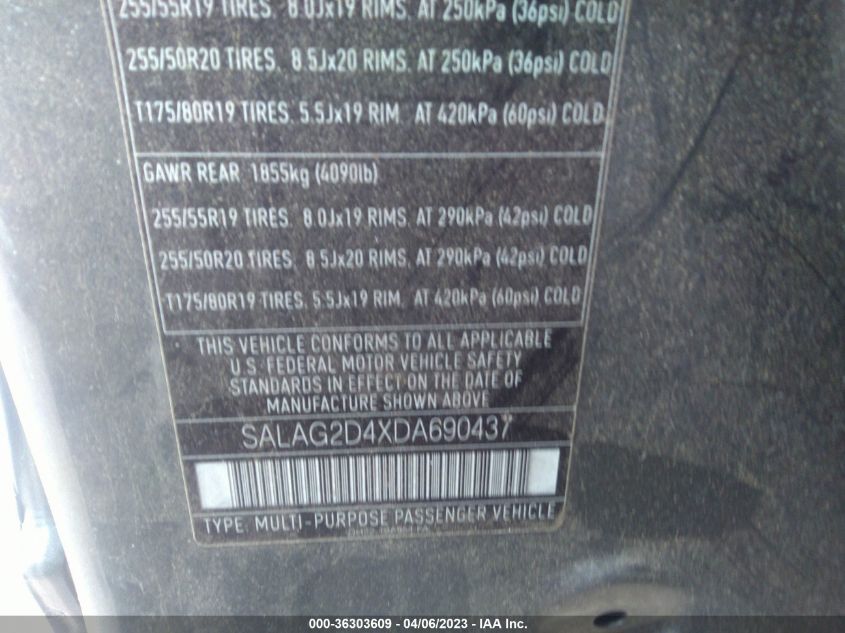 255/55R19 TIRES. 8.0Jx19 RIMS. AT 250kPa (36psi) COLD
255/50R20 TIRES. 8.5Jx20 RIMS. AT 250kPa (36psi) COLD
T175/80R19 TIRES. 5.5Jx19 RIM. AT 420kPa (60psi) COLD
GAWR REAR 1855kg (4090lb)
255/55R19 TIRES. 8.0Jx19 RIMS. AT 290kPa (42psi) COLD
255/50R20 TIRES. 8.5Jx20 RIMS. AT 290kPa (42psi) COLD
T175/80R19 TIRES. 5.5Jx19 RIM. AT 420kPa (60psi) COLD
THIS VEHICLE CONFORMS TO ALL APPLICABLE
U.S. FEDERAL MOTOR VEHICLE SAFETY
STANDARDS IN EFFECT ON THE DATE OF
MANUFACTURE SHOWN ABOVE
SALAG2D4XDA690437
TYPE. MULTI-PURPOSE PASSENGER VEHICLE
000-36303609 - 04/06/2023 - IAA Inc.